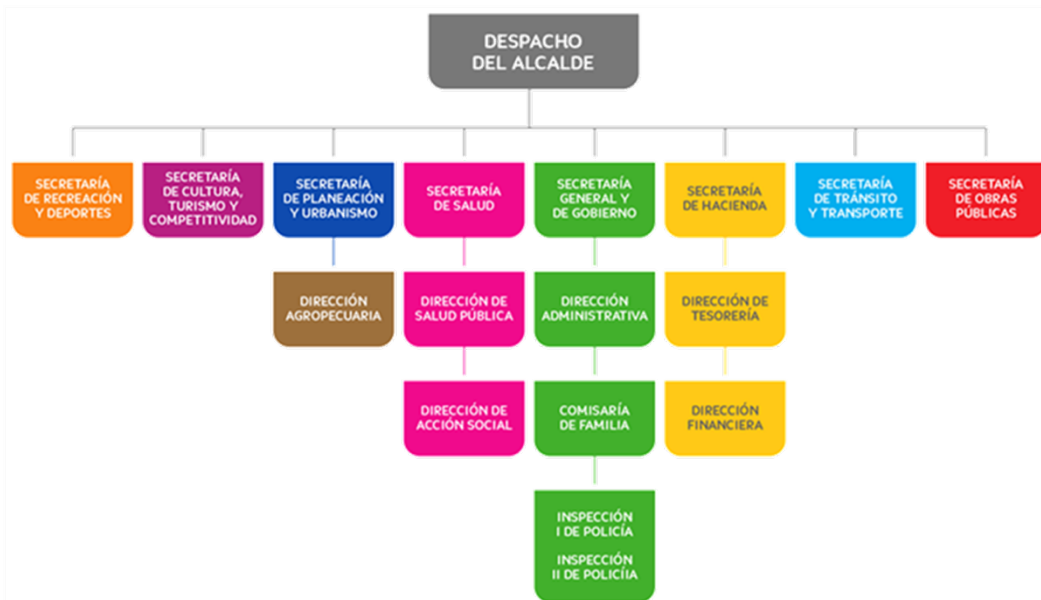 DESPACHO
DEL ALCALDE
SECRETARÍA
DE RECREACIÓN
Y DEPORTES
SECRETARÍA
DE CULTURA,
TURISMO Y
COMPETITIVIDAD
SECRETARÍA
DE PLANEACIÓN
Y URBANISMO
SECRETARÍA
DE SALUD
SECRETARÍA
GENERAL Y
DE GOBIERNO
SECRETARÍA
DE HACIENDA
SECRETARÍA
DE TRÁNSITO
Y TRANSPORTE
SECRETARÍA
DE OBRAS
PÚBLICAS
DIRECCIÓN
AGROPECUARIA
DIRECCIÓN DE
SALUD PÚBLICA
DIRECCIÓN
ADMINISTRATIVA
DIRECCIÓN DE
TESORERÍA
DIRECCIÓN DE
ACCIÓN SOCIAL
COMISARÍA
DE FAMILIA
DIRECCIÓN
FINANCIERA
INSPECCIÓN
I DE POLICÍA
INSPECCIÓN
II DE POLICÍIA